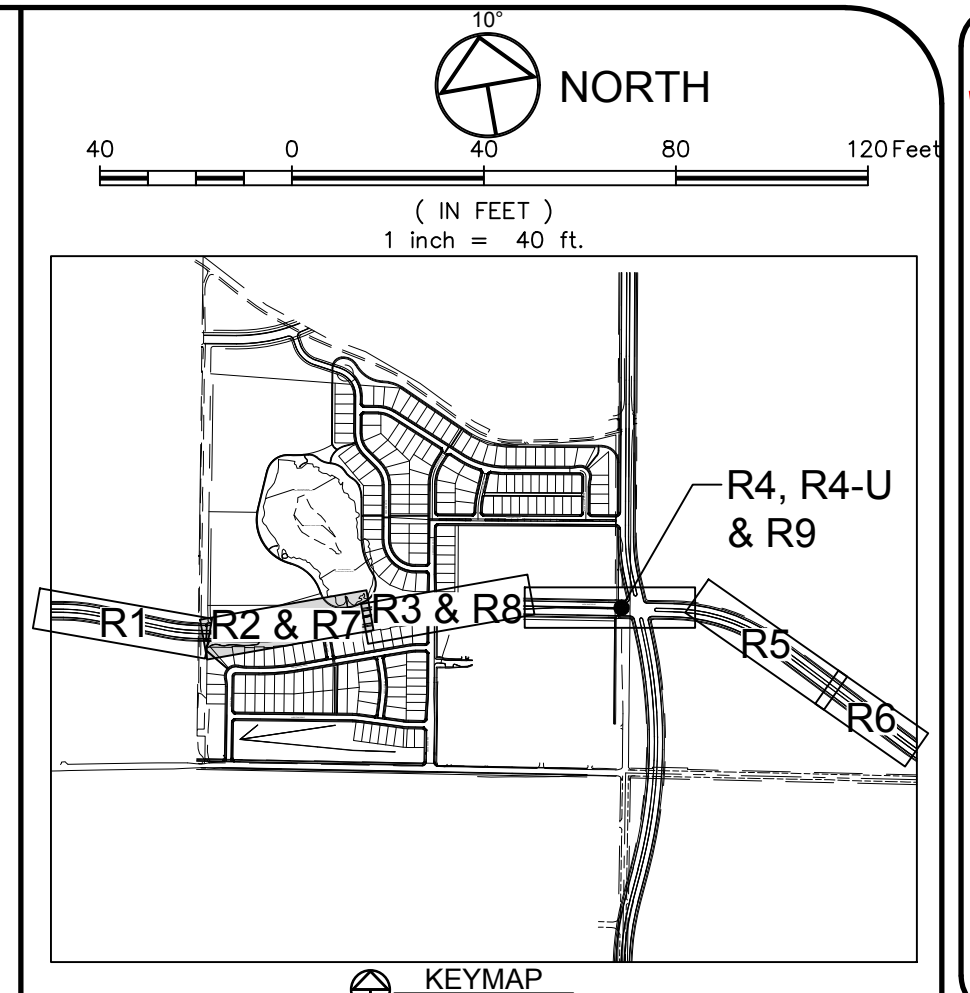 10°
NORTH
40 0 40 80 120 Feet
( IN FEET )
1 inch = 40 ft.
R4, R4-U
& R9
R1
R2 & R7
R3 & R8
R5
R6
KEYMAP